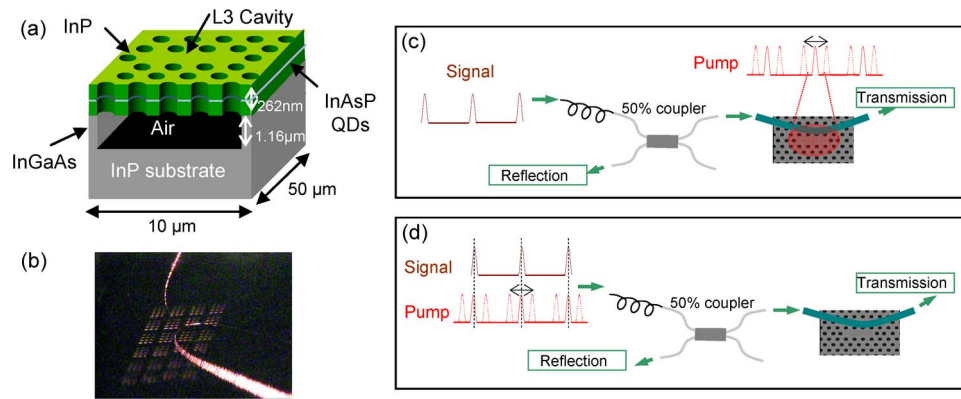 (a)
L3 Cavity
InP
262nm
InAsP
QDs
Air
1.16µm
InGaAs
InP substrate
50 µm
10 µm
(b)
(c)
Signal
Pump
50% coupler
Transmission
Reflection
(d)
Signal
Pump
50% coupler
Transmission
Reflection